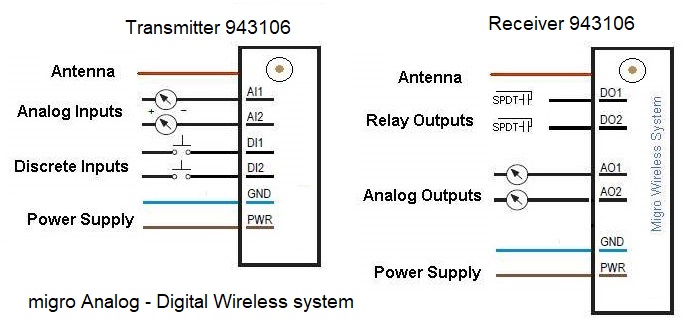 Transmitter 943106
Antenna
Analog Inputs
+ -
Discrete Inputs
Power Supply
AI1
AI2
DI1
DI2
GND
PWR
Receiver 943106
Antenna
SPDT
Relay Outputs
SPDT
Analog Outputs
Power Supply
DO1
DO2
AO1
AO2
GND
PWR
Migro Wireless System
migro Analog - Digital Wireless system